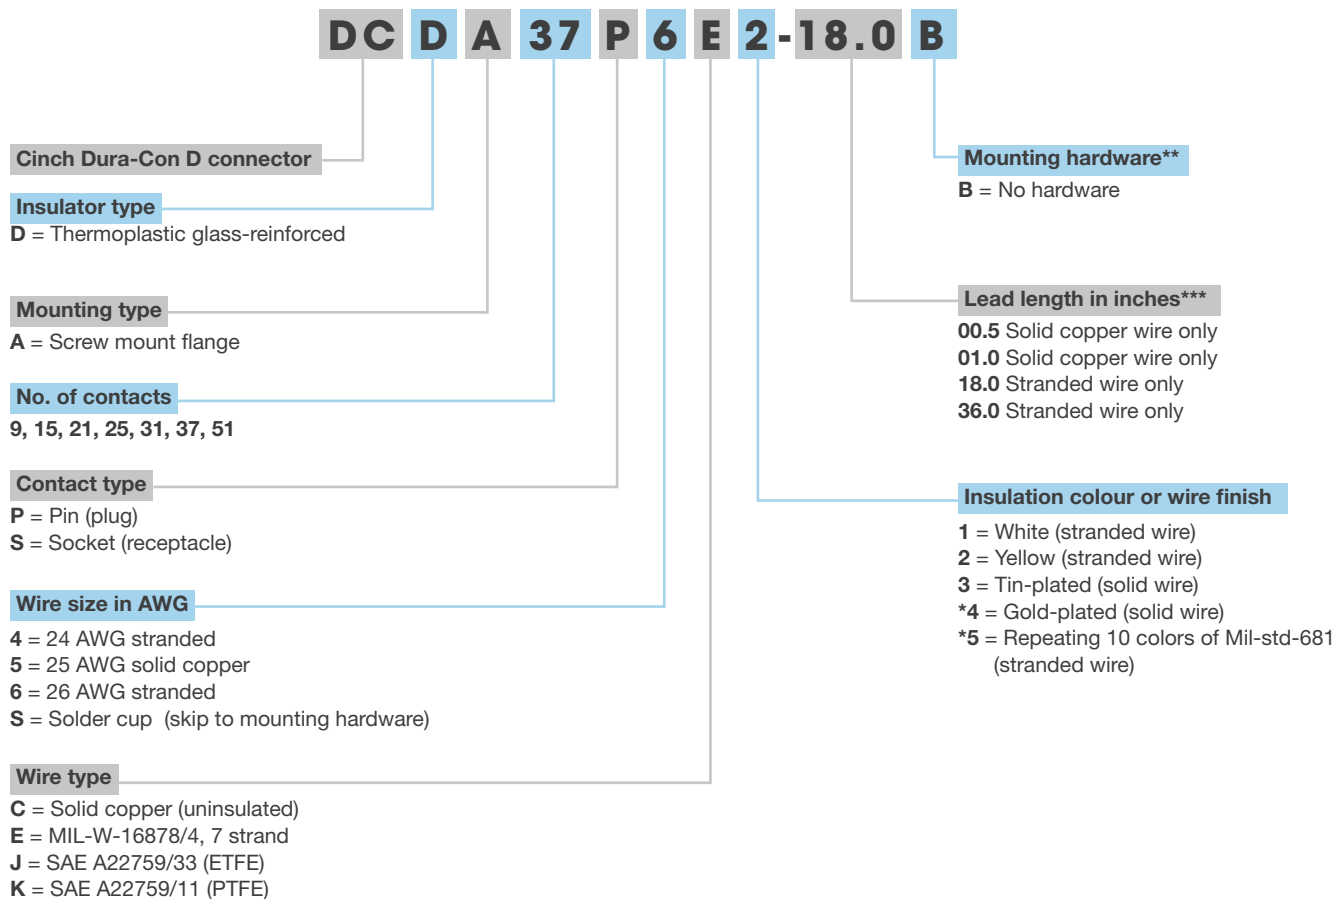 DCDA37P6E2-18.0B
Cinch Dura-Con D connector
Insulator type
D = Thermoplastic glass-reinforced
Mounting type
A = Screw mount flange
No. of contacts
9, 15, 21, 25, 31, 37, 51
Contact type
P = Pin (plug)
S = Socket (receptacle)
Wire size in AWG
4 = 24 AWG stranded
5 = 25 AWG solid copper
6 = 26 AWG stranded
S = Solder cup (skip to mounting hardware)
Wire type
C = Solid copper (uninsulated)
E = MIL-W-16878/4, 7 strand
J = SAE A22759/33 (ETFE)
K = SAE A22759/11 (PTFE)
Mounting hardware**
B = No hardware
Lead length in inches***
00.5 Solid copper wire only
01.0 Solid copper wire only
18.0 Stranded wire only
36.0 Stranded wire only
Insulation colour or wire finish
1 = White (stranded wire)
2 = Yellow (stranded wire)
3 = Tin-plated (solid wire)
*4 = Gold-plated (solid wire)
*5 = Repeating 10 colors of Mil-std-681
(stranded wire)